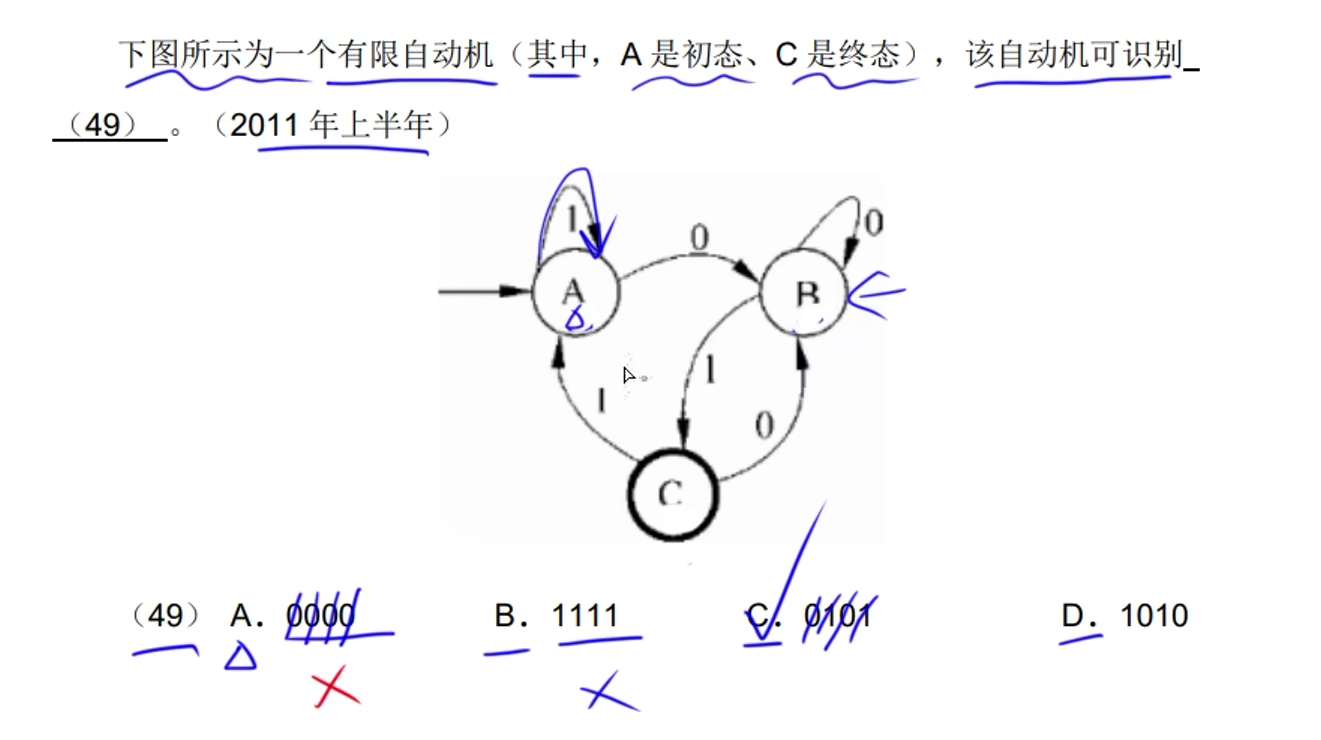 下图所示为一个有限自动机（其中，A 是初态、C 是终态），该自动机可识别_
（49） 。（2011 年上半年）
1
0
0
A
B
1
1
0
C
（49） A. 0000 B. 1111 C. 0101 D. 1010